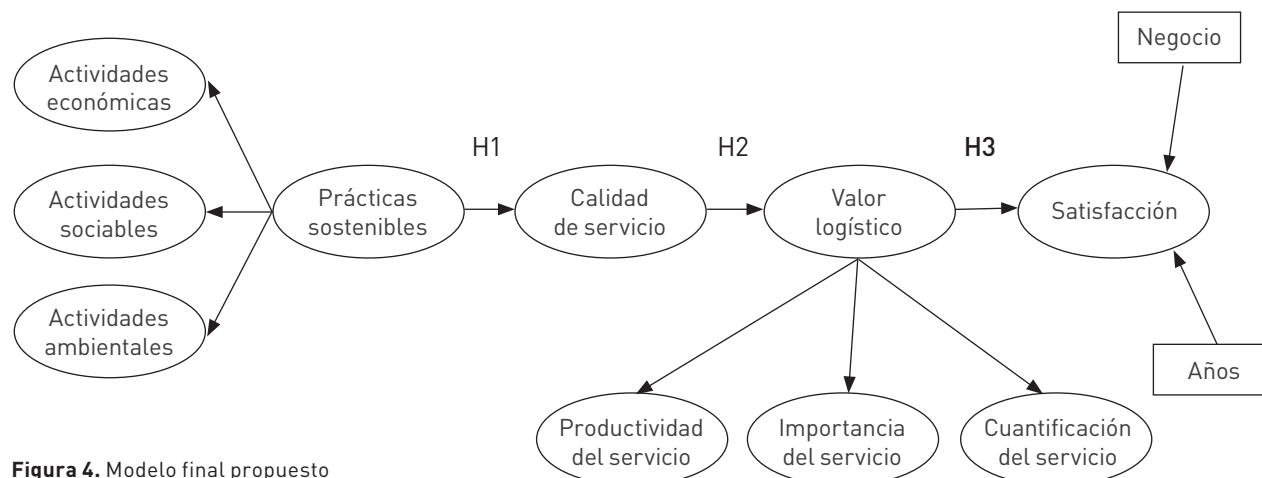 Negocio
Actividades
económicas
H1
H2
H3
Actividades
sociables
Prácticas
sostenibles
Calidad
de servicio
Valor
logístico
Satisfacción
Actividades
ambientales
Años
Productividad
del servicio
Importancia
del servicio
Cuantificación
del servicio
Figura 4. Modelo final propuesto